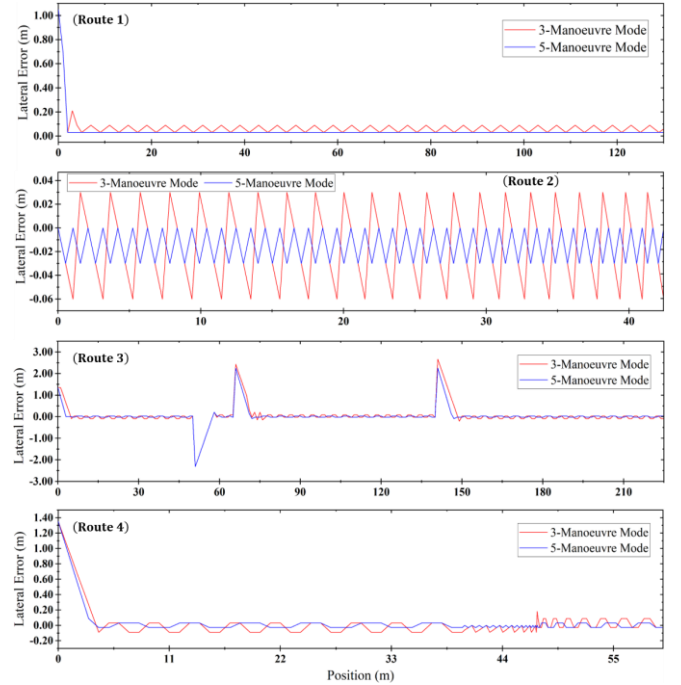 (Route 1)
3-Manoeuvre Mode
5-Manoeuvre Mode
Lateral Error (m)
1.00
0.80
0.60
0.40
0.20
0.00
0 20 40 60 80 100 120
3-Manoeuvre Mode 5-Manoeuvre Mode (Route 2)
Lateral Error (m)
0.04
0.02
0.00
-0.02
-0.04
-0.06
0 10 20 30 40
(Route 3)
3-Manoeuvre Mode
5-Manoeuvre Mode
Lateral Error (m)
3.00
2.00
1.00
0.00
-1.00
-2.00
-3.00
0 30 60 90 120 150 180 210
(Route 4)
3-Manoeuvre Mode
5-Manoeuvre Mode
Lateral Error (m)
1.40
1.20
1.00
0.80
0.60
0.40
0.20
0.00
-0.20
0 11 22 33 44 55
Position (m)